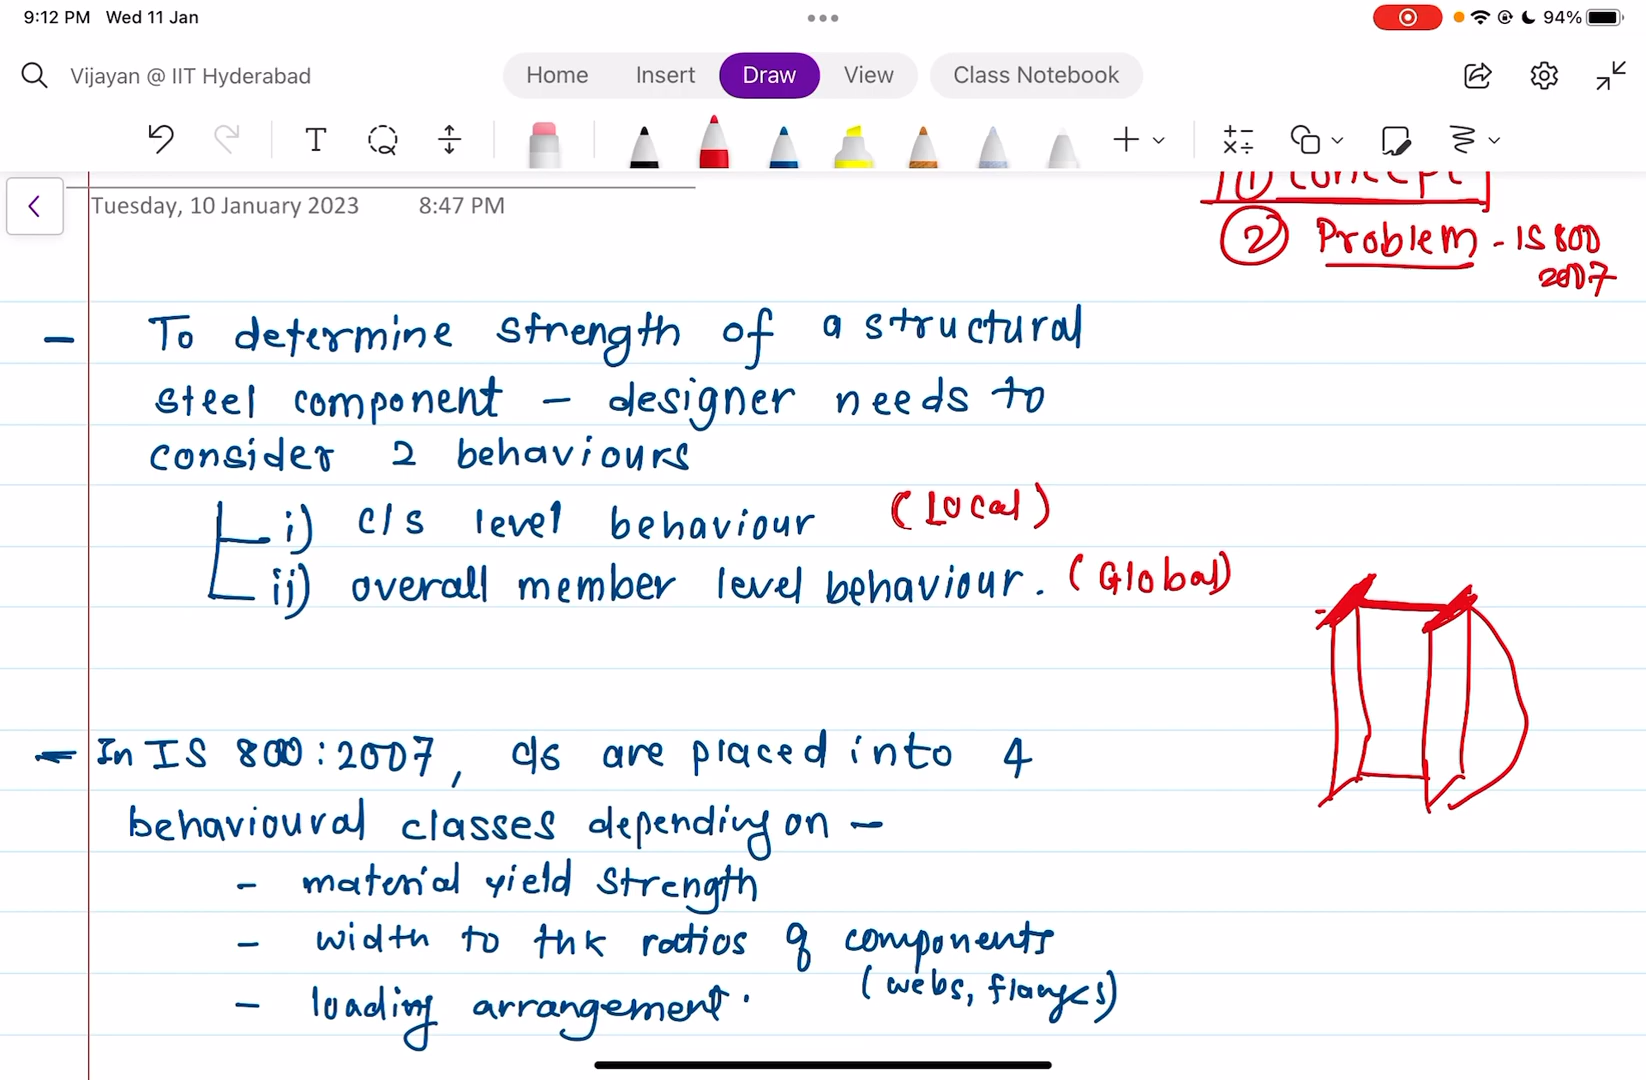 9:12 PM Wed 11 Jan
94%
Vijayan @ IIT Hyderabad
Home Insert Draw View Class Notebook
Tuesday, 10 January 2023 8:47 PM
(1) Concept
(2) Problem - IS 800
2007
- To determine strength of a structural
steel component - designer needs to
consider 2 behaviours
i) c/s level behaviour (Local)
ii) overall member level behaviour. (Global)
- In IS 800:2007, c/s are placed into 4
behavioural classes depending on -
- material yield strength
- width to thk ratios of components
(webs, flanges)
- loading arrangement.